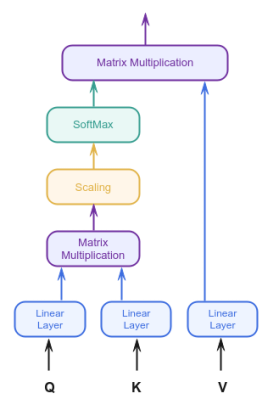 Matrix Multiplication
SoftMax
Scaling
Matrix
Multiplication
Linear
Layer
Linear
Layer
Linear
Layer
Q
K
V